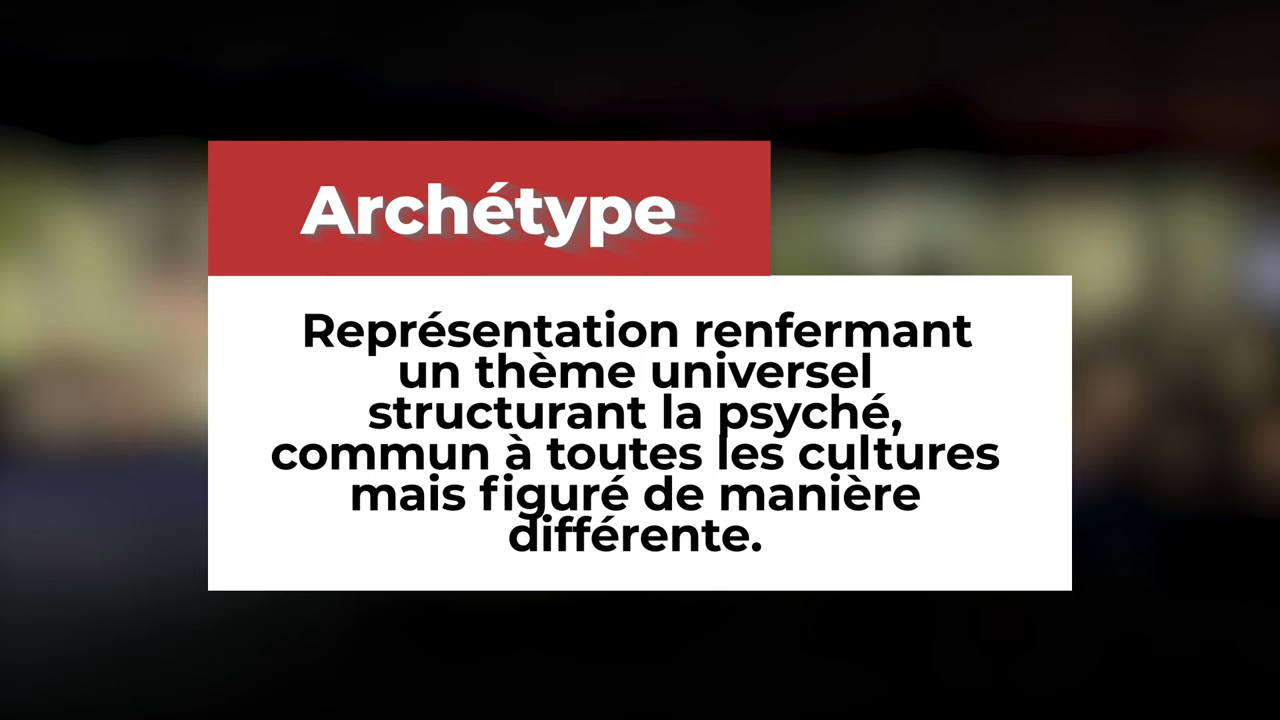 Archétype
Représentation renfermant
un thème universel
structurant la psyché,
commun à toutes les cultures
mais figuré de manière
différente.